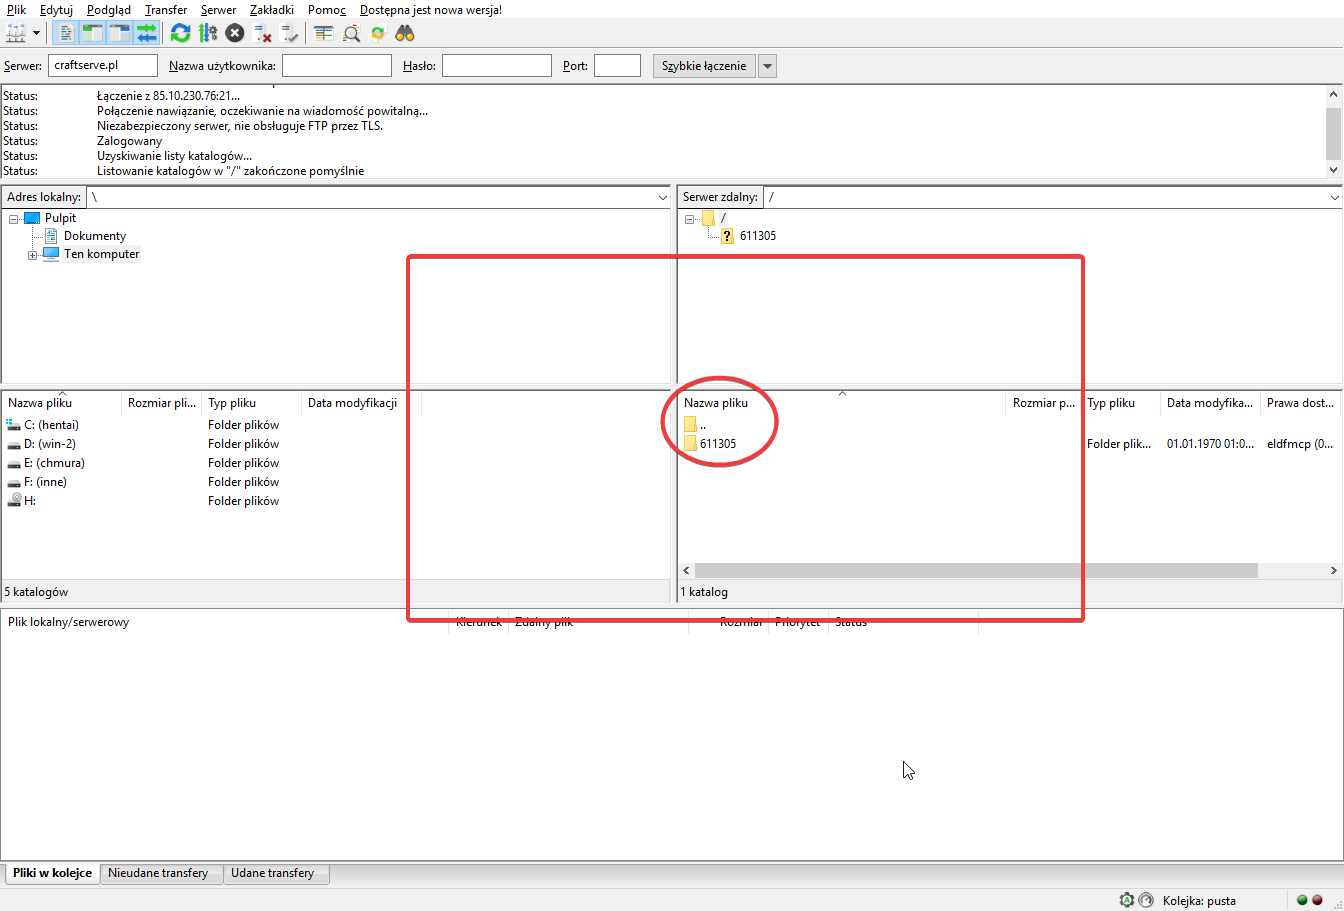 Plik Edytuj Podgląd Transfer Serwer Zakładki Pomoc Dostępna jest nowa wersja!
Serwer: craftserve.pl Nazwa użytkownika: Hasło: Port: Szybkie łączenie
Status: Łączenie z 85.10.230.76:21...
Status: Połączenie nawiązanie, oczekiwanie na wiadomość powitalną...
Status: Niezabezpieczony serwer, nie obsługuje FTP przez TLS.
Status: Zalogowany
Status: Uzyskiwanie listy katalogów...
Status: Listowanie katalogów w "/" zakończone pomyślnie
Adres lokalny: \
Pulpit
Dokumenty
Ten komputer
Serwer zdalny: /
/
? 611305
Nazwa pliku Rozmiar pli... Typ pliku Data modyfikacji
C: (hentai) Folder plików
D: (win-2) Folder plików
E: (chmura) Folder plików
F: (inne) Folder plików
H: Folder plików
5 katalogów
Nazwa pliku Rozmiar p... Typ pliku Data modyfika... Prawa dost...
..
611305 Folder plik... 01.01.1970 01:0... eldfmcp (0...
1 katalog
Plik lokalny/serwerowy Kierunek Zdalny plik Rozmiar Priorytet Status
Pliki w kolejce Nieudane transfery Udane transfery
Kolejka: pusta